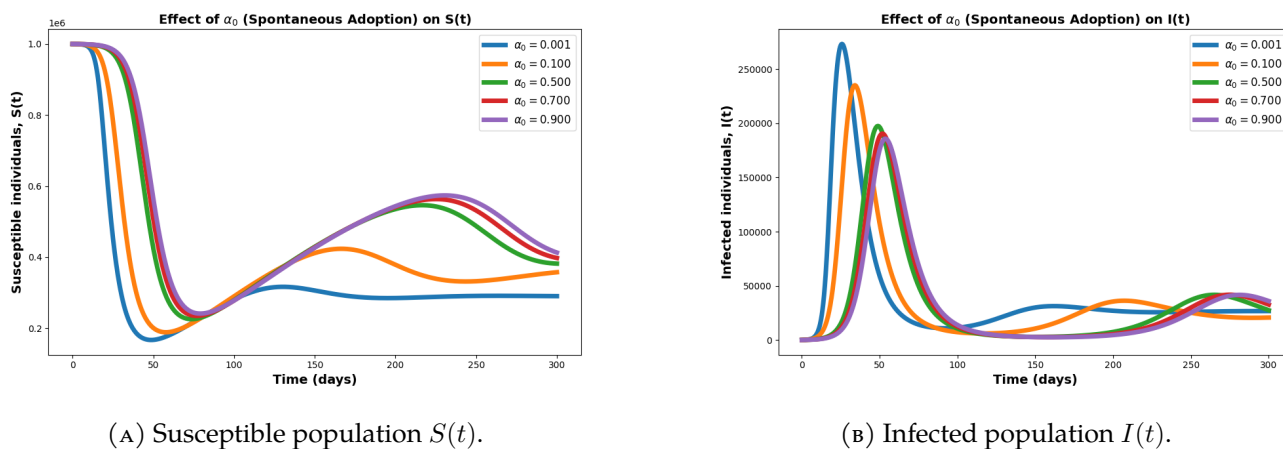 Effect of α₀ (Spontaneous Adoption) on S(t)
1e6
1.0
0.8
0.6
0.4
0.2
0
50
100
150
200
250
300
Susceptible individuals, S(t)
Time (days)
α₀ = 0.001
α₀ = 0.100
α₀ = 0.500
α₀ = 0.700
α₀ = 0.900
(A) Susceptible population S(t).
Effect of α₀ (Spontaneous Adoption) on I(t)
250000
200000
150000
100000
50000
0
0
50
100
150
200
250
300
Infected individuals, I(t)
Time (days)
α₀ = 0.001
α₀ = 0.100
α₀ = 0.500
α₀ = 0.700
α₀ = 0.900
(B) Infected population I(t).